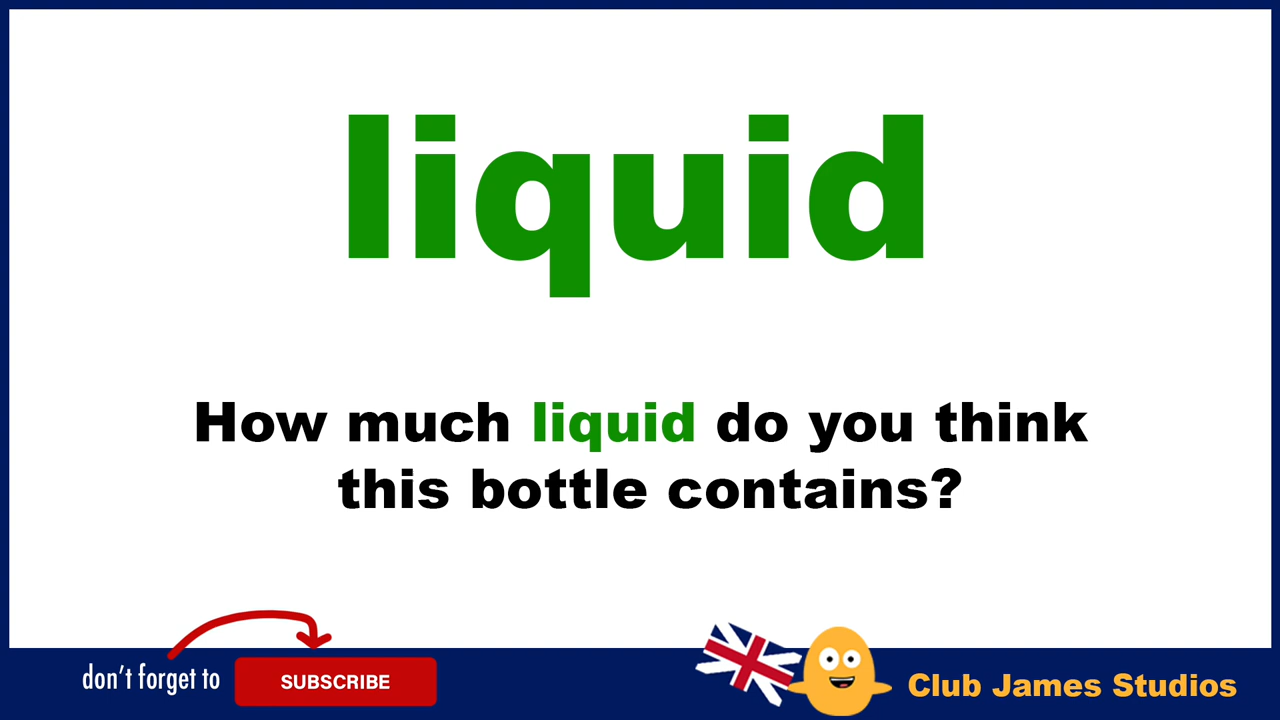 liquid
How much liquid do you think
this bottle contains?
don't forget to
SUBSCRIBE
Club James Studios